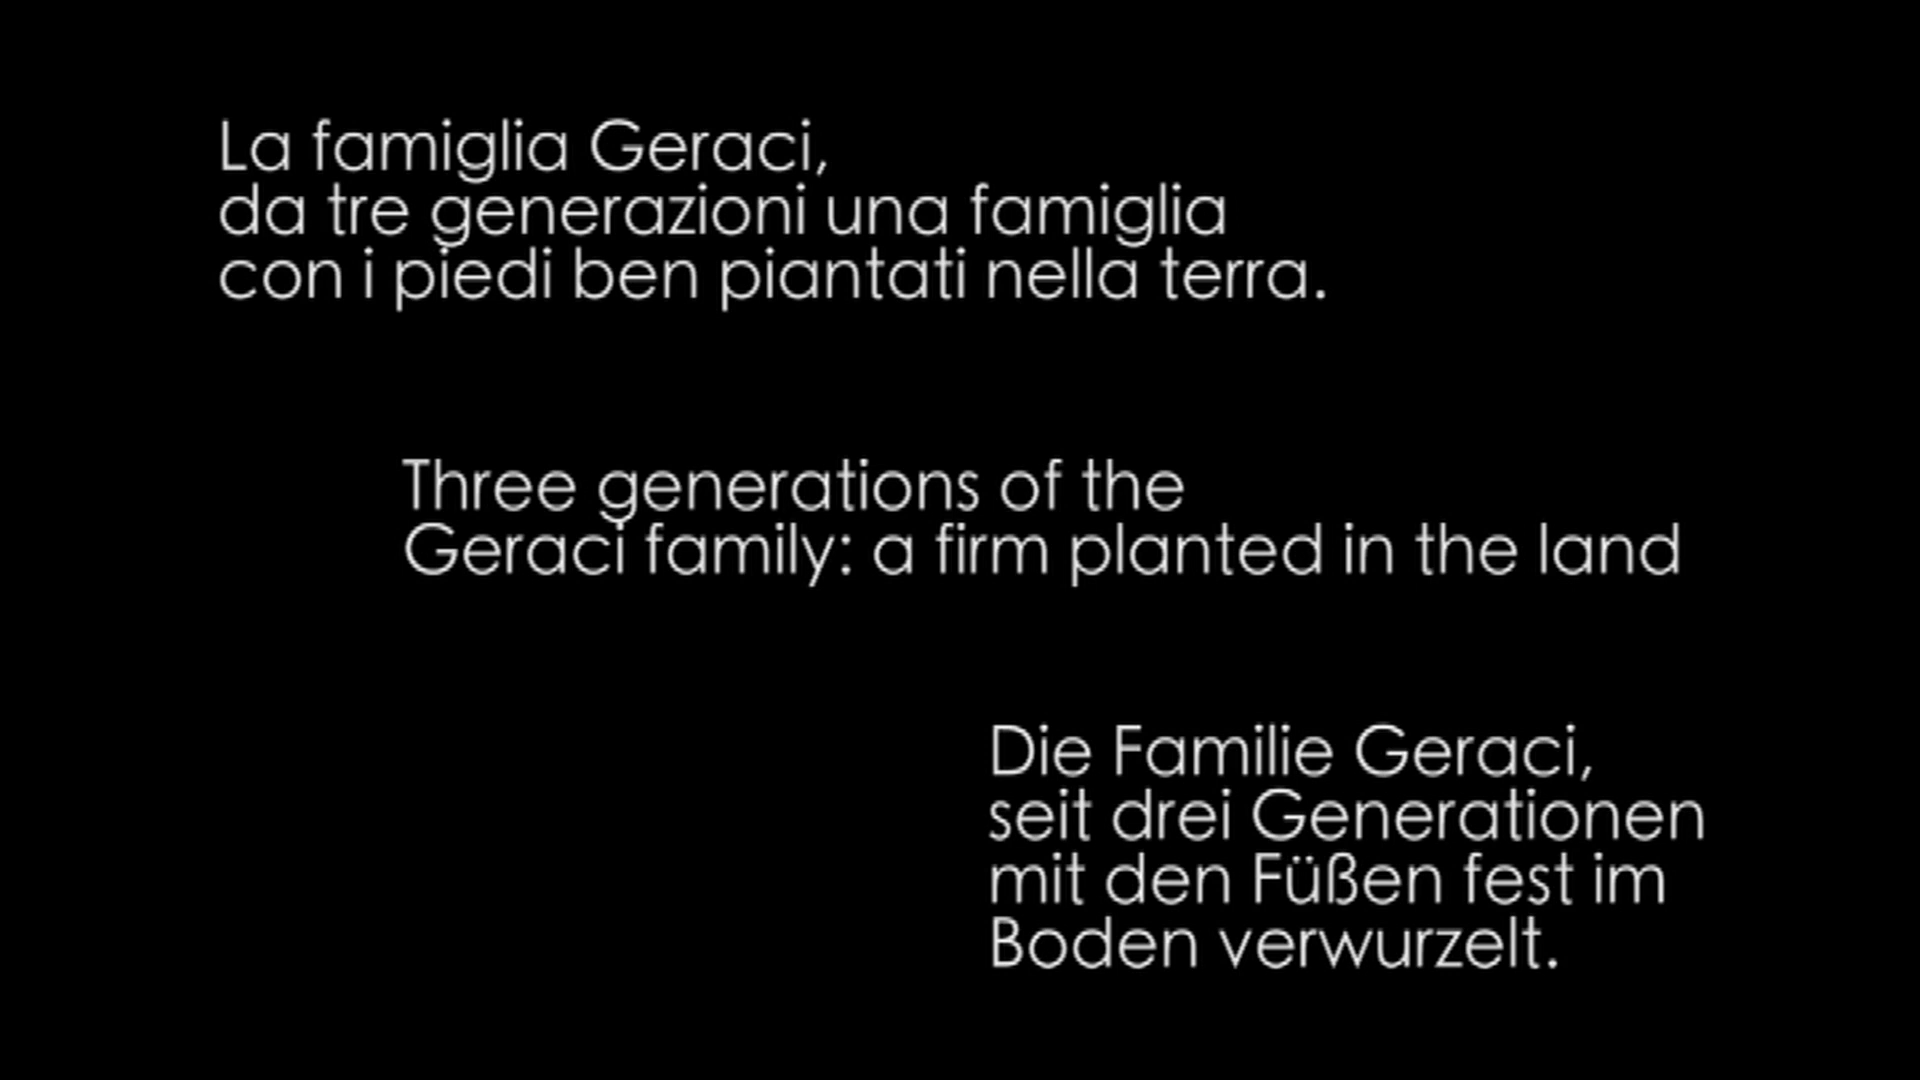 La famiglia Geraci,
da tre generazioni una famiglia
con i piedi ben piantati nella terra.
Three generations of the
Geraci family: a firm planted in the land
Die Familie Geraci,
seit drei Generationen
mit den Füßen fest im
Boden verwurzelt.